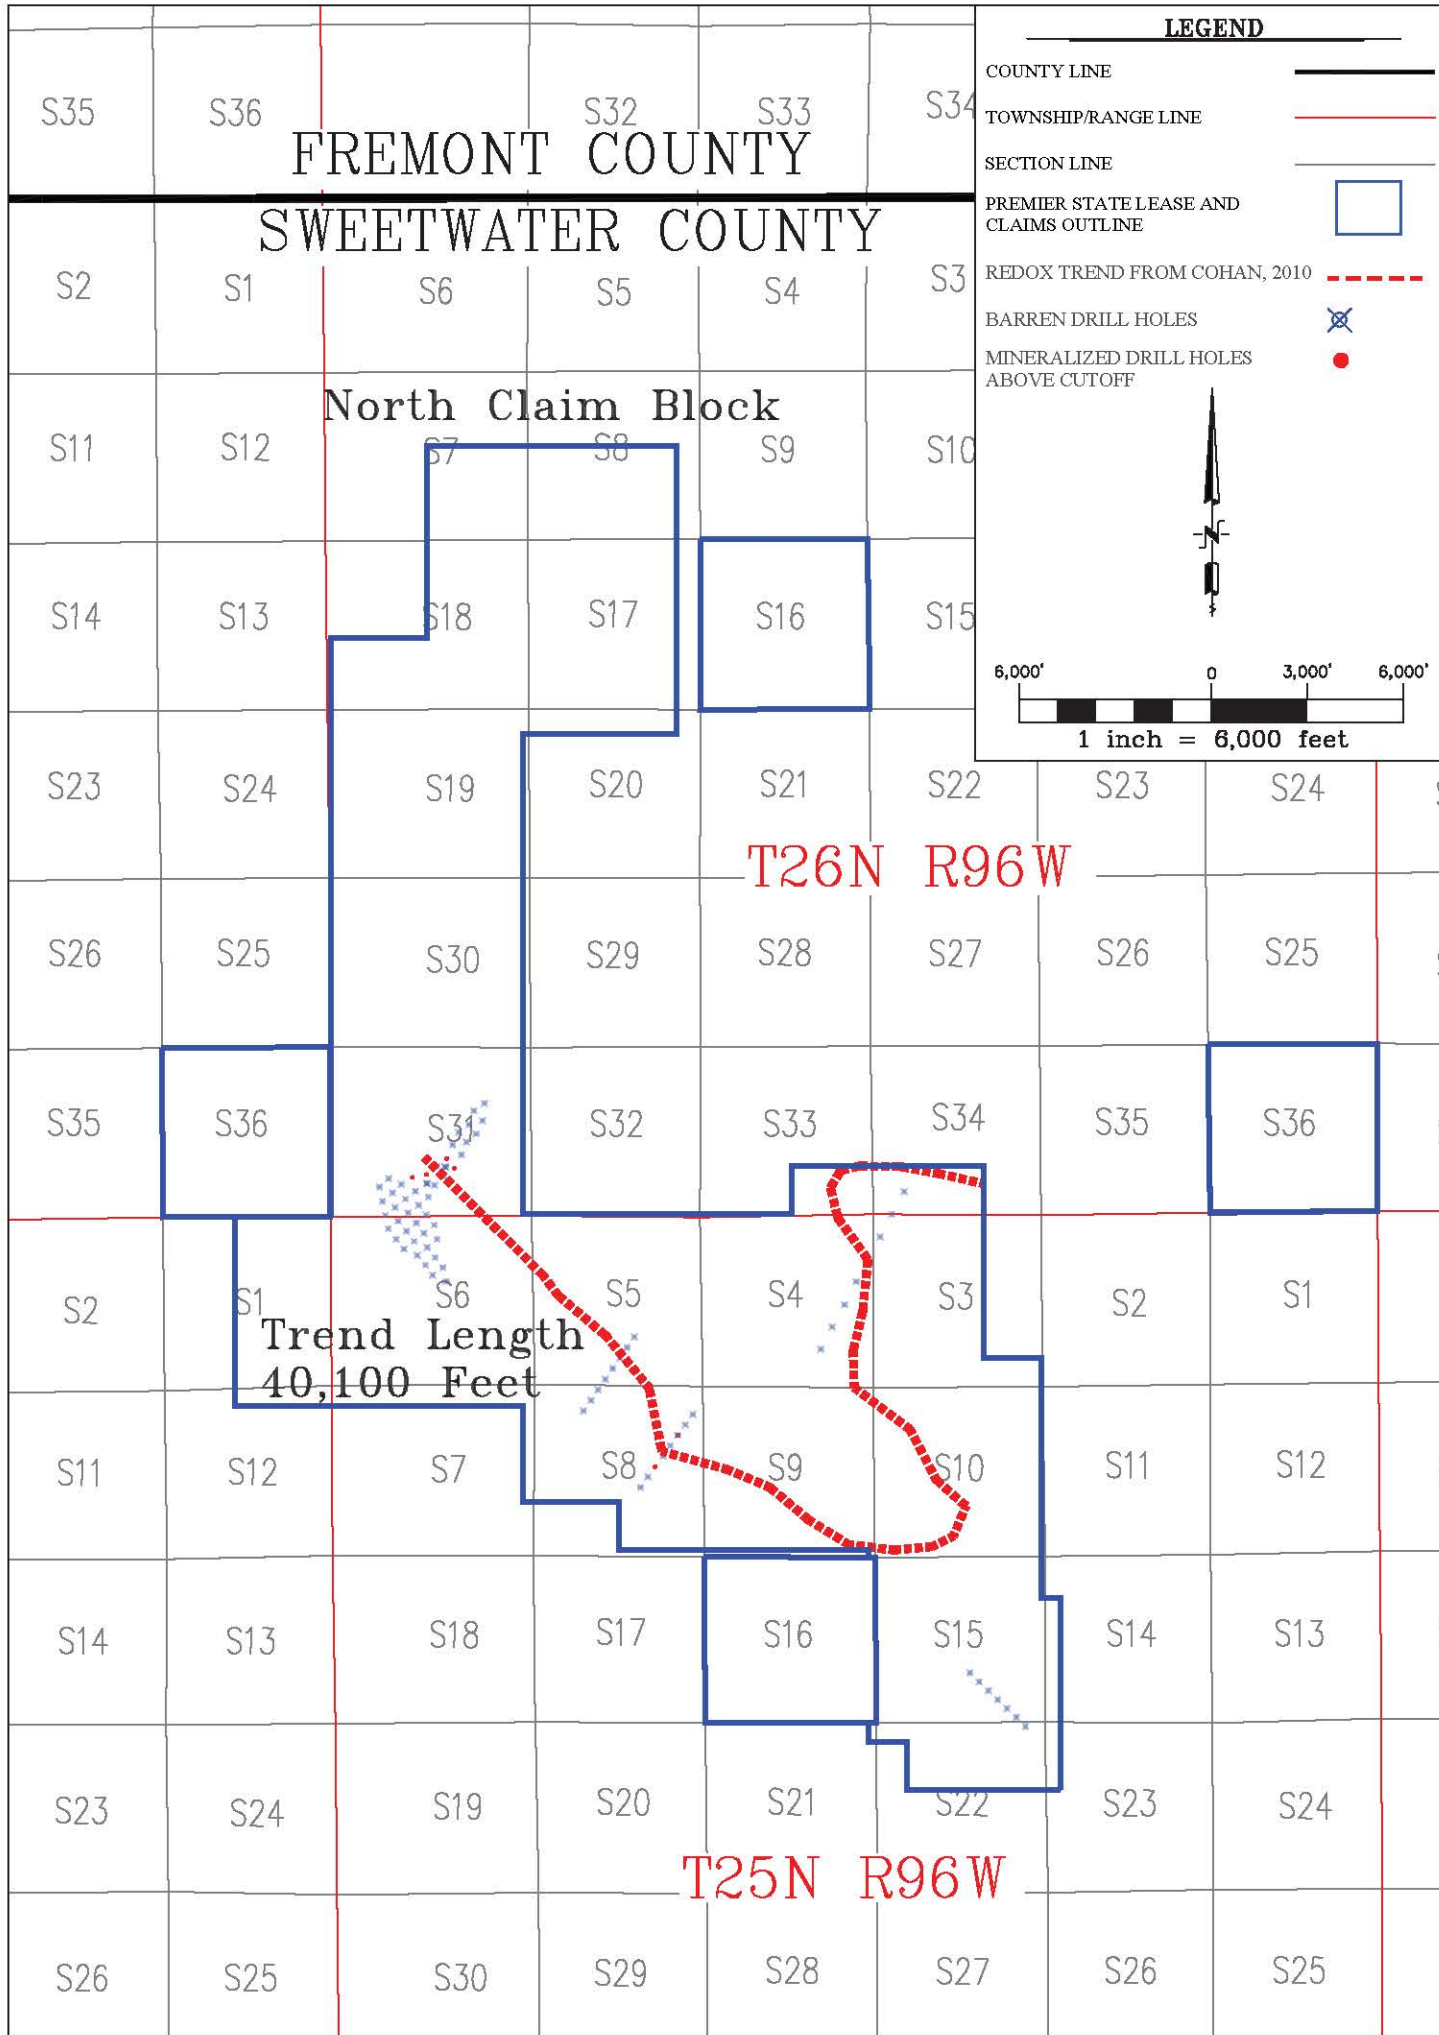 LEGEND
COUNTY LINE
TOWNSHIP/RANGE LINE
SECTION LINE
PREMIER STATE LEASE AND
CLAIMS OUTLINE
REDOX TREND FROM COHAN, 2010
BARREN DRILL HOLES
MINERALIZED DRILL HOLES
ABOVE CUTOFF
N
6,000' 0 3,000' 6,000'
1 inch = 6,000 feet
S35 S36 S32 S33 S34
FREMONT COUNTY
SWEETWATER COUNTY
S2 S1 S6 S5 S4 S3
North Claim Block
S11 S12 S7 S8 S9 S10
S14 S13 S18 S17 S16 S15
S23 S24 S19 S20 S21 S22 S23 S24
T26N R96W
S26 S25 S30 S29 S28 S27 S26 S25
S35 S36 S31 S32 S33 S34 S35 S36
S2 S1 S6 S5 S4 S3 S2 S1
Trend Length
40,100 Feet
S11 S12 S7 S8 S9 S10 S11 S12
S14 S13 S18 S17 S16 S15 S14 S13
S23 S24 S19 S20 S21 S22 S23 S24
T25N R96W
S26 S25 S30 S29 S28 S27 S26 S25